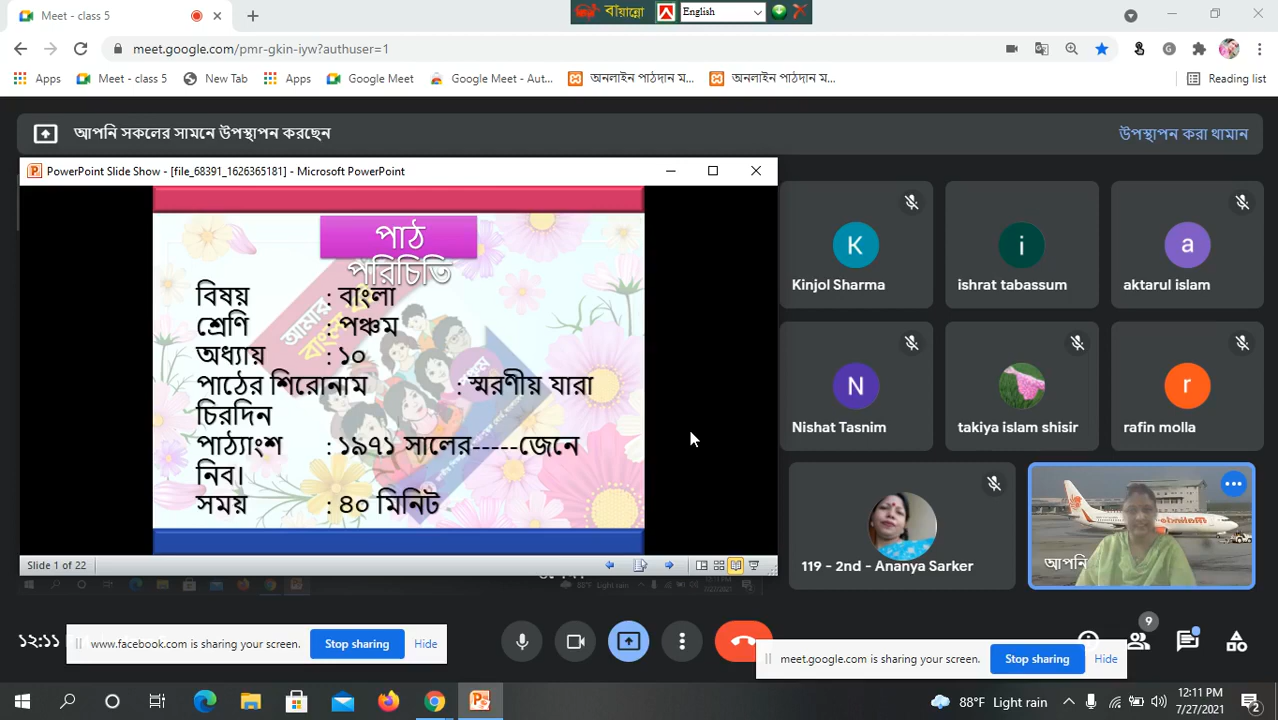 Meet - class 5
বায়ান্নো
English
meet.google.com/pmr-gkin-iyw?authuser=1
Apps
Meet - class 5
New Tab
Apps
Google Meet
Google Meet - Aut...
অনলাইন পাঠদান ম...
অনলাইন পাঠদান ম...
Reading list
আপনি সকলের সামনে উপস্থাপন করছেন
উপস্থাপন করা থামান
PowerPoint Slide Show - [file_68391_1626365181] - Microsoft PowerPoint
পাঠ
পরিচিতি
বিষয় : বাংলা
শ্রেণি : পঞ্চম
অধ্যায় : ১০
পাঠের শিরোনাম : স্মরণীয় যারা
চিরদিন
পাঠ্যাংশ : ১৯৭১ সালের-----জেনে
নিব।
সময় : ৪০ মিনিট
আমার
পঞ্চম
Slide 1 of 22
K
Kinjol Sharma
i
ishrat tabassum
a
aktarul islam
N
Nishat Tasnim
takiya islam shisir
r
rafin molla
119 - 2nd - Ananya Sarker
আপনি
১২:১১
www.facebook.com is sharing your screen.
Stop sharing
Hide
9
meet.google.com is sharing your screen.
Stop sharing
Hide
88°F Light rain
12:11 PM
7/27/2021
2